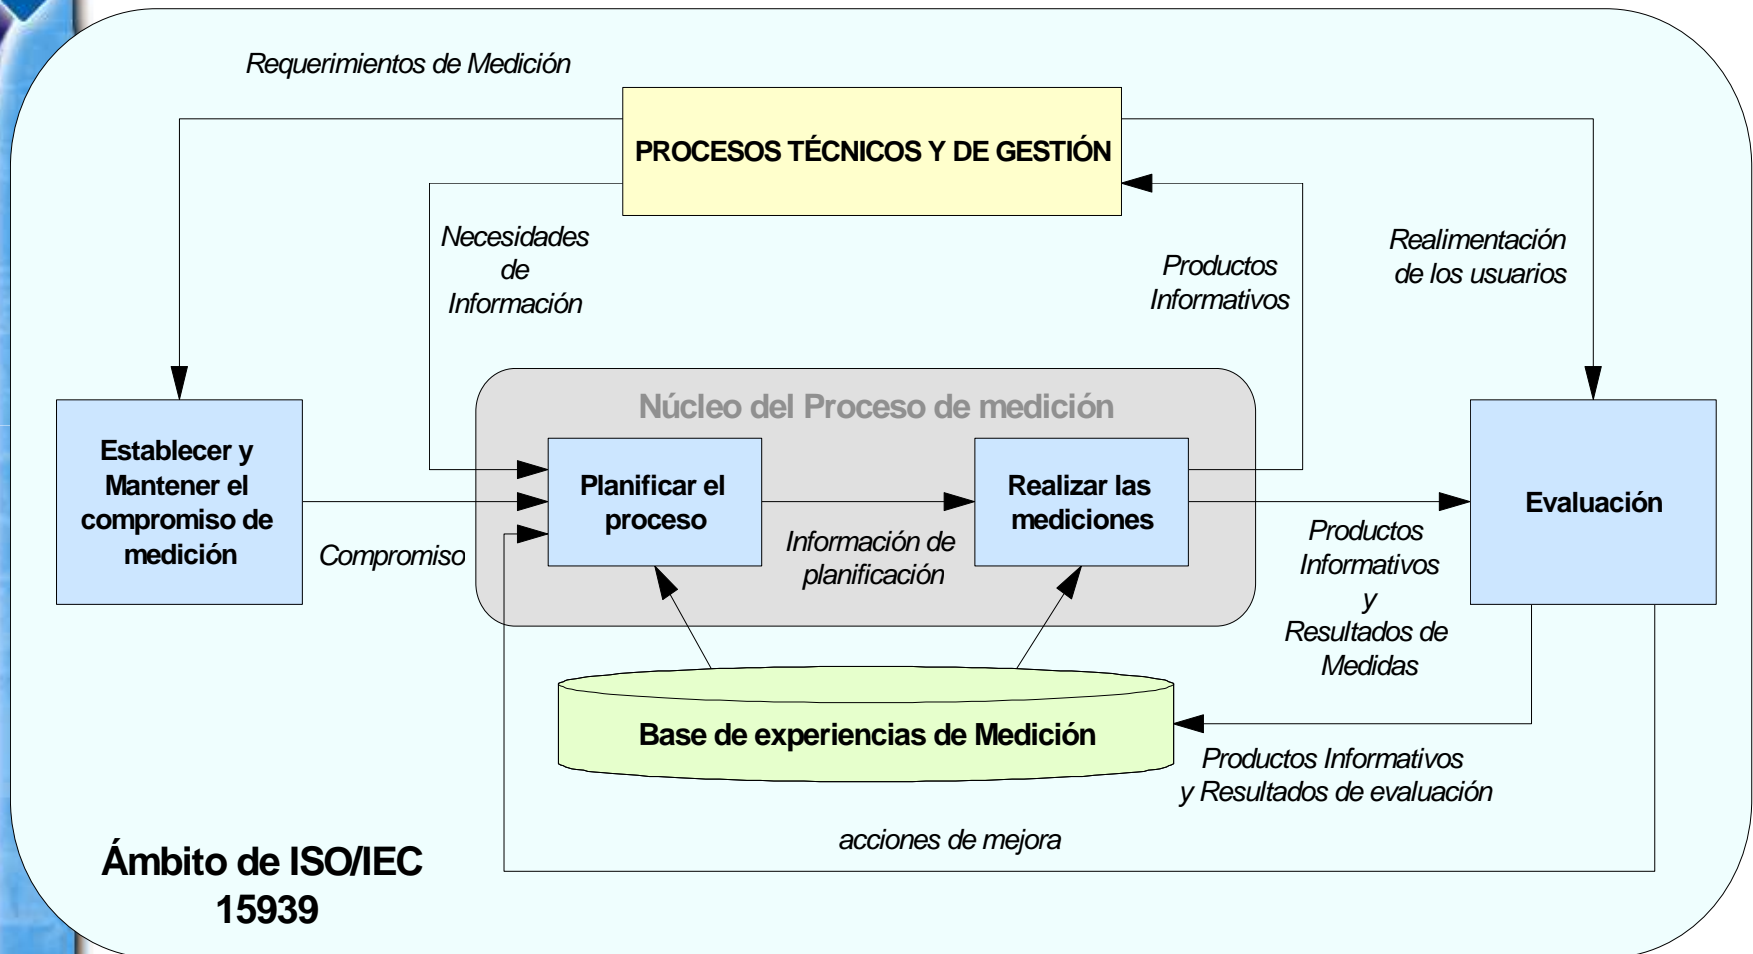 Requerimientos de Medición
PROCESOS TÉCNICOS Y DE GESTIÓN
Necesidades
de
Información
Productos
Informativos
Realimentación
de los usuarios
Núcleo del Proceso de medición
Establecer y
Mantener el
compromiso de
medición
Compromiso
Planificar el
proceso
Información de
planificación
Realizar las
mediciones
Productos
Informativos
y
Resultados de
Medidas
Evaluación
Base de experiencias de Medición
Productos Informativos
y Resultados de evaluación
acciones de mejora
Ámbito de ISO/IEC
15939